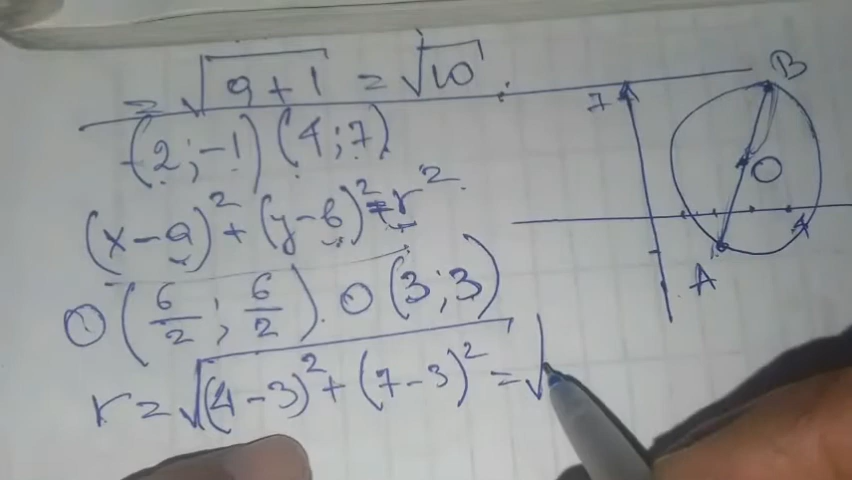 = √9+1 = √10.
(2;-1) (4;7)
(x-a)² + (y-b)² = r².
O (6/2; 6/2). O (3;3)
r = √(4-3)² + (7-3)² = √
B
7
O
4
A